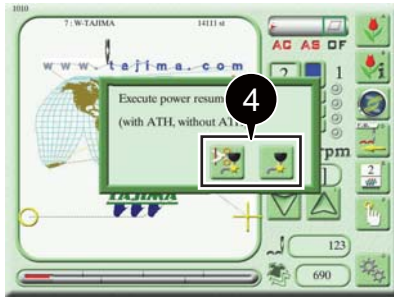 1010
7 : W-TAJIMA 14111 st
www.tajima.com
AC AS OF
2 1
Execute power resum
(with ATH, without AT
4
rpm
TAJIMA
2
123
690